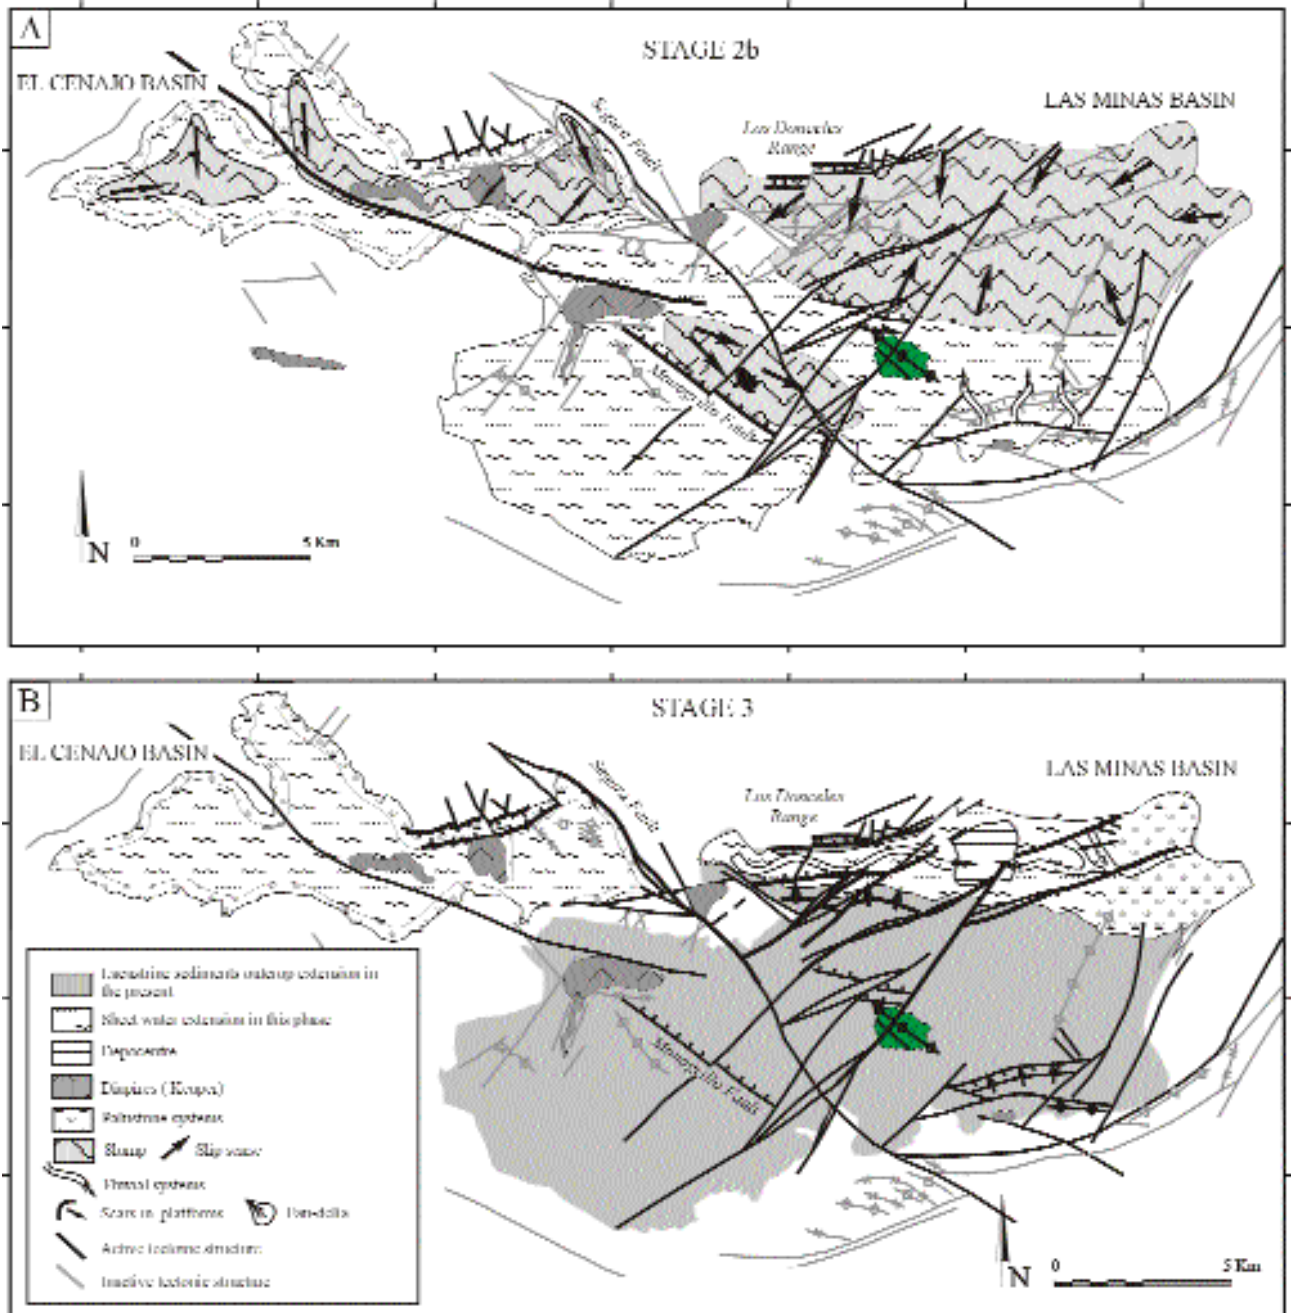 A
STAGE 2b
EL CENAJO BASIN
LAS MINAS BASIN
Segura Fault
Los Donceles
Range
Monagrillo Fault
N
0 5 Km
B
STAGE 3
EL CENAJO BASIN
LAS MINAS BASIN
Segura Fault
Los Donceles
Range
Monagrillo Fault
Lacustrine sediments outcrop extension in
the present
Sheet water extension in this phase
Depocentre
Diapires (Keuper)
Palustrine systems
Slump Slip sense
Fluvial systems
Scars in platforms Fan-delta
Active tectonic structure
Inactive tectonic structure
N
0 5 Km